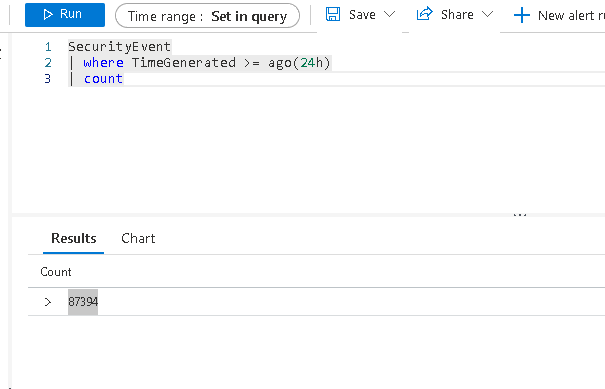 Run Time range : Set in query Save Share New alert ru
1 SecurityEvent
2 | where TimeGenerated >= ago(24h)
3 | count
...
Results Chart
Count
> 87394